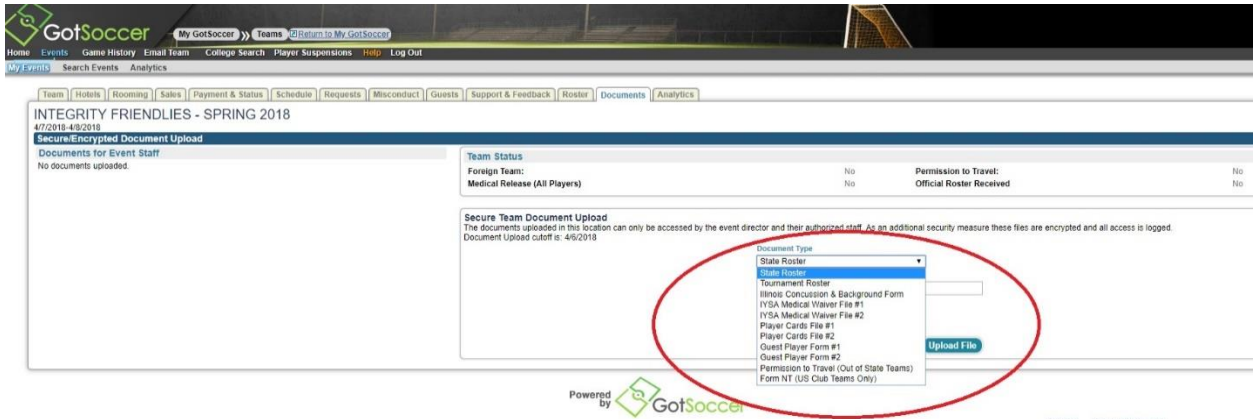 GotSoccer My GotSoccer Teams Return to My GotSoccer
Home Events Game History Email Team College Search Player Suspensions Help Log Out
My Events Search Events Analytics
Team Hotels Rooming Sales Payment & Status Schedule Requests Misconduct Guests Support & Feedback Roster Documents Analytics
INTEGRITY FRIENDLIES - SPRING 2018
4/7/2018-4/8/2018
Secure/Encrypted Document Upload
Documents for Event Staff
No documents uploaded.
Team Status
Foreign Team: No Permission to Travel: No
Medical Release (All Players) No Official Roster Received No
Secure Team Document Upload
The documents uploaded in this location can only be accessed by the event director and their authorized staff. As an additional security measure these files are encrypted and all access is logged.
Document Upload cutoff is: 4/6/2018
Document Type
State Roster
State Roster
Tournament Roster
Illinois Concussion & Background Form
IYSA Medical Waiver File #1
IYSA Medical Waiver File #2
Player Cards File #1
Player Cards File #2
Guest Player Form #1
Guest Player Form #2
Permission to Travel (Out of State Teams)
Form NT (US Club Teams Only)
Upload File
Powered by GotSoccer